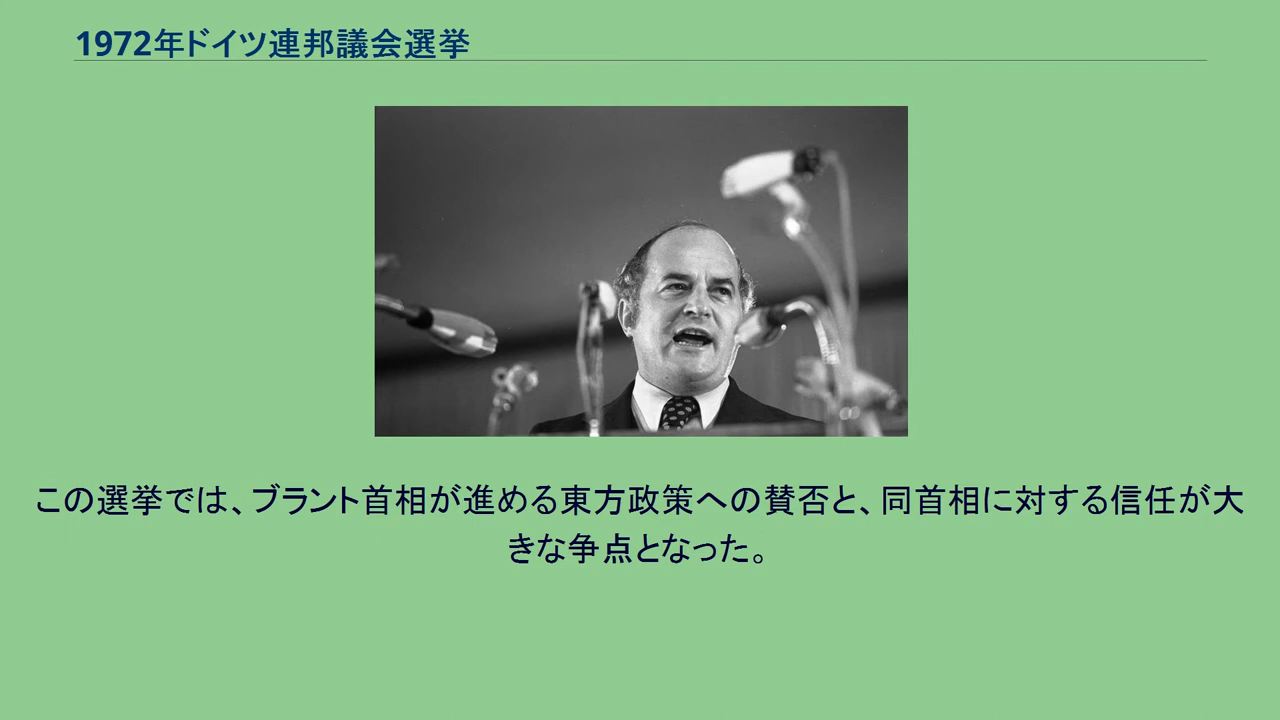 1972年ドイツ連邦議会選挙
この選挙では、ブラント首相が進める東方政策への賛否と、同首相に対する信任が大
きな争点となった。